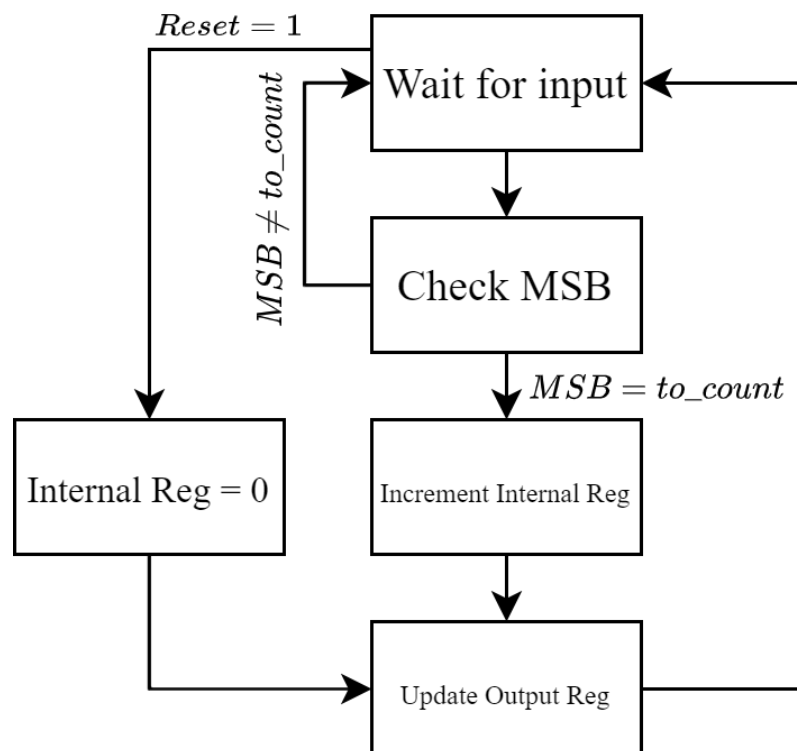 Reset = 1
Wait for input
MSB ≠ to_count
Check MSB
MSB = to_count
Internal Reg = 0
Increment Internal Reg
Update Output Reg